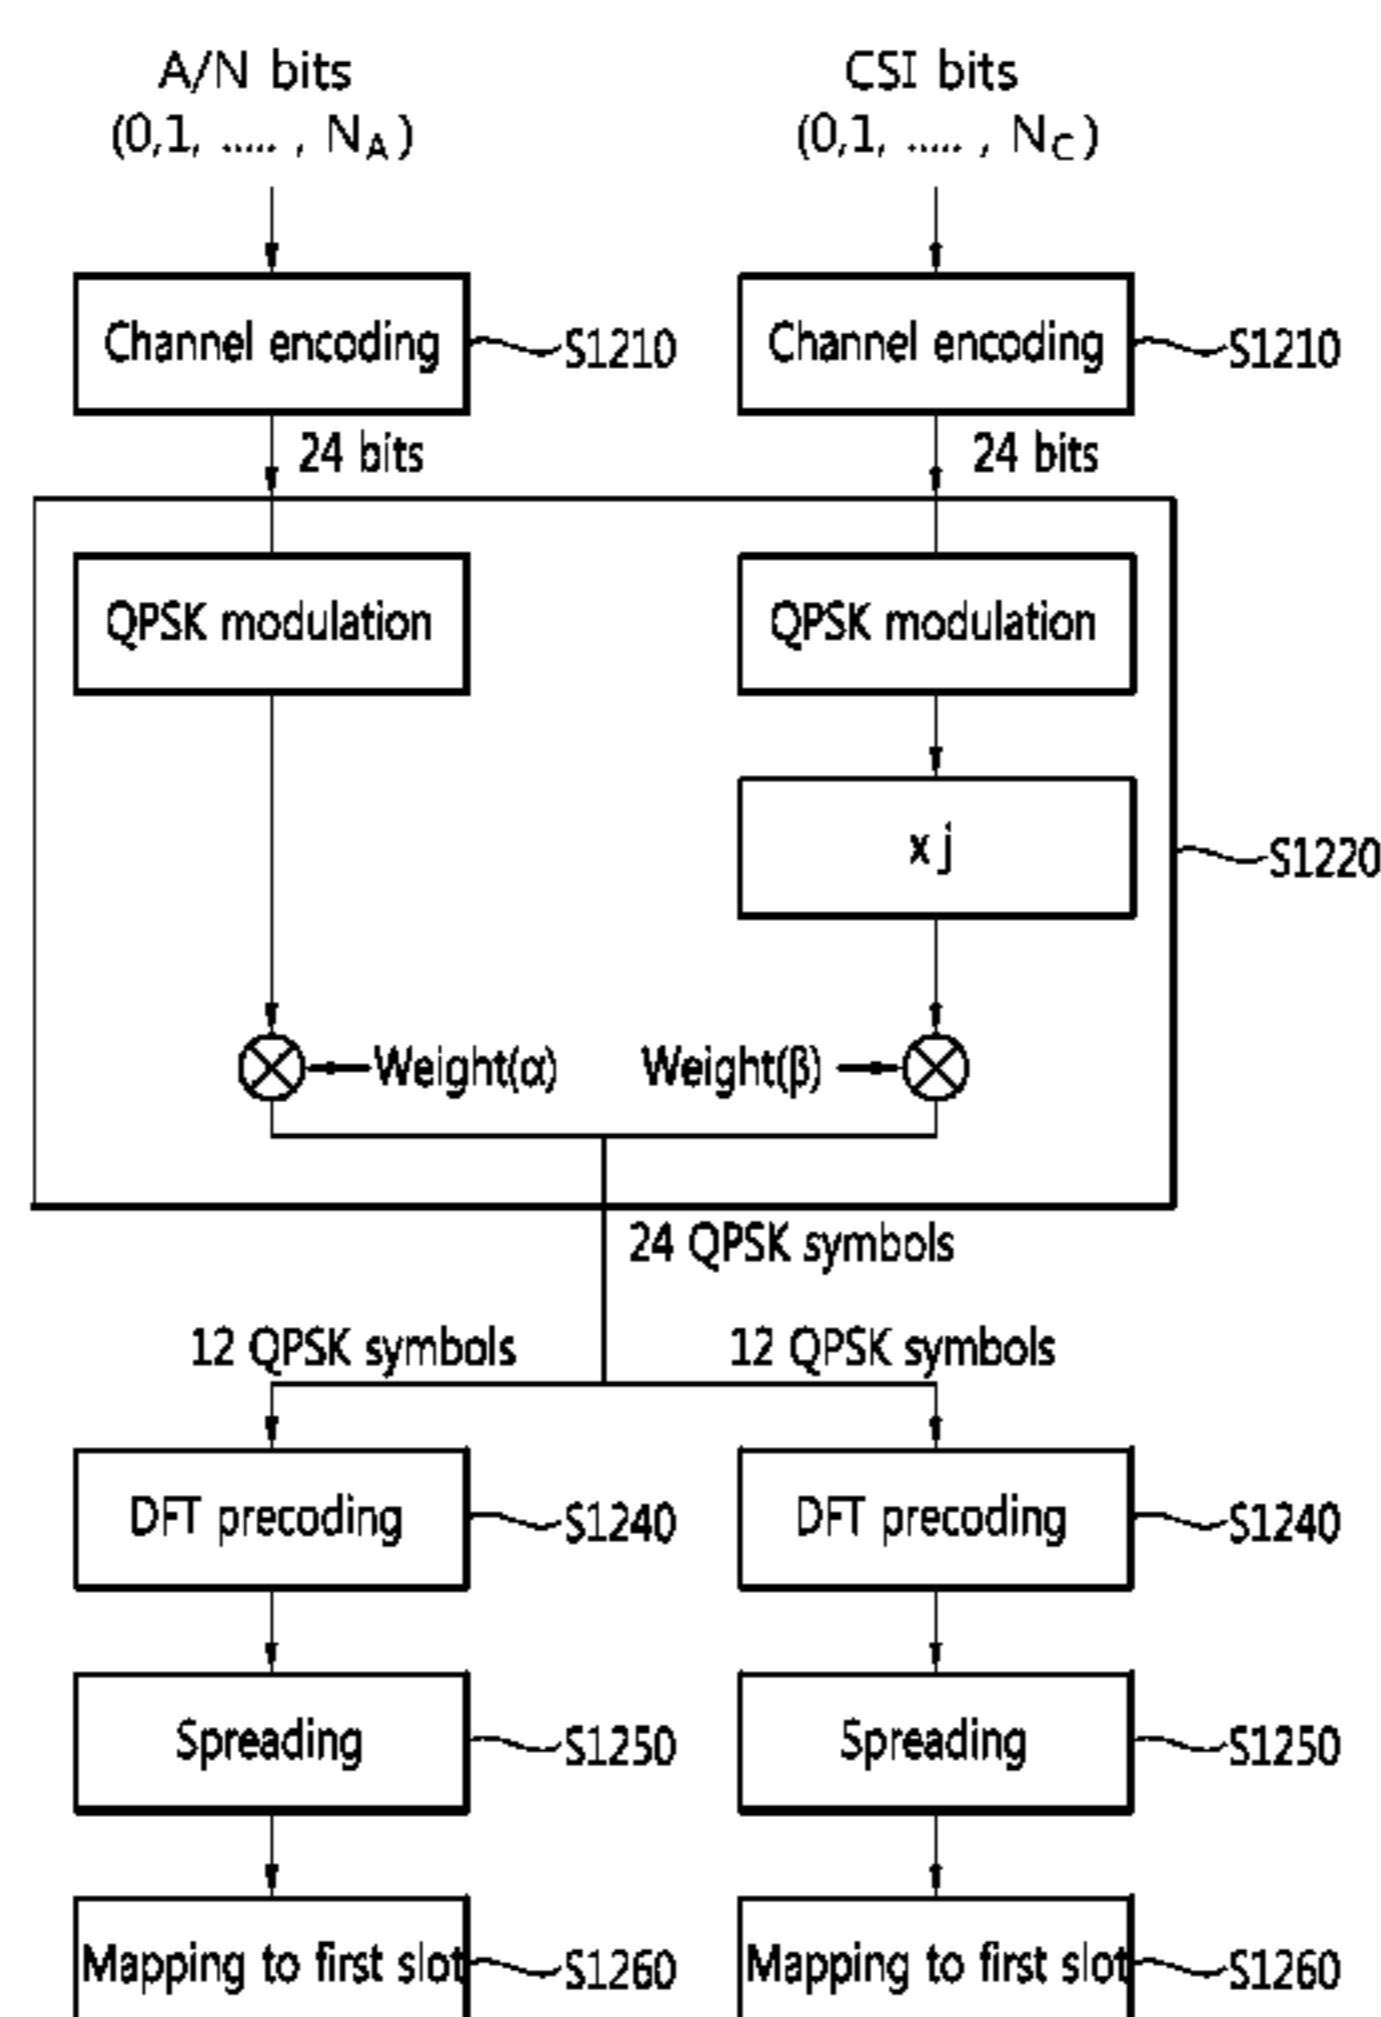 A/N bits
(0,1, ..... , NA)
CSI bits
(0,1, ..... , NC)
Channel encoding
S1210
Channel encoding
S1210
24 bits
24 bits
QPSK modulation
QPSK modulation
x j
S1220
Weight(α)
Weight(β)
24 QPSK symbols
12 QPSK symbols
12 QPSK symbols
DFT precoding
S1240
DFT precoding
S1240
Spreading
S1250
Spreading
S1250
Mapping to first slot
S1260
Mapping to first slot
S1260